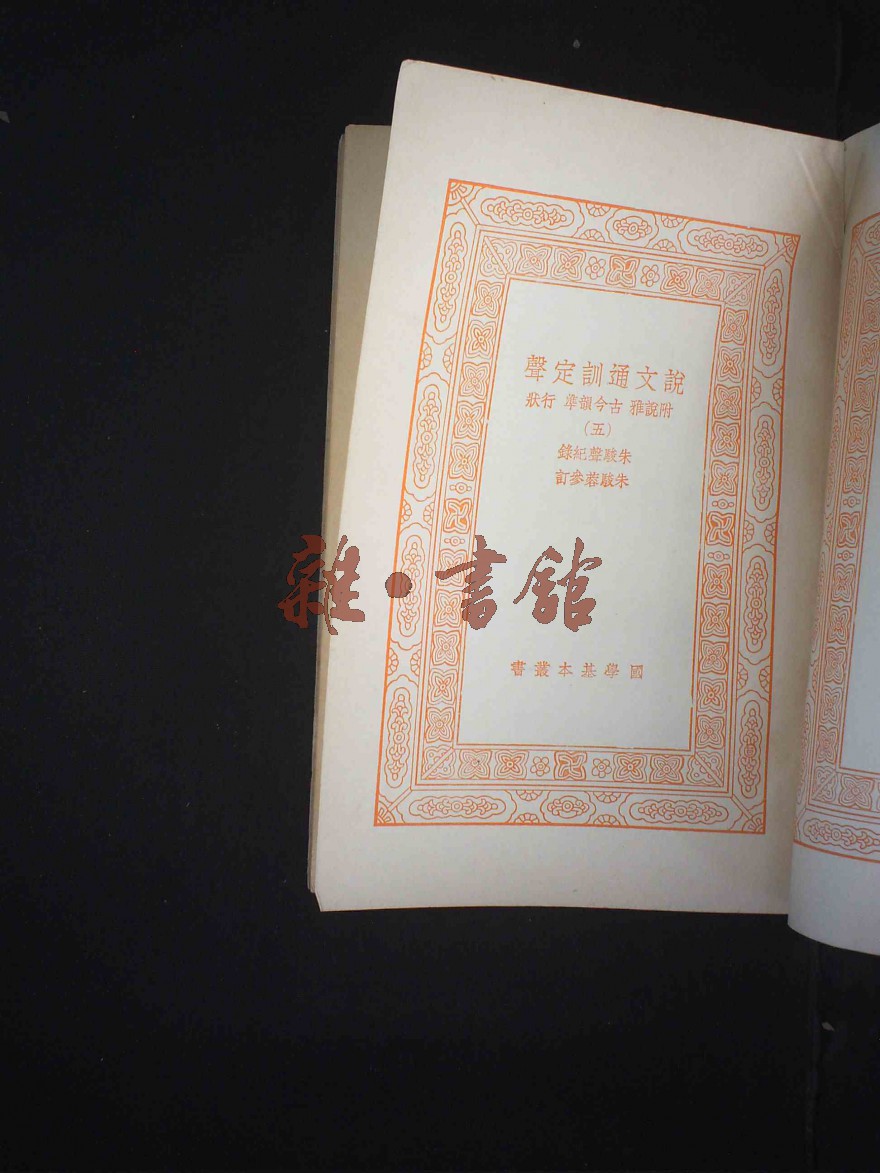 說文通訓定聲
附說雅 古今韻準 行狀
（五）
朱駿聲紀錄
朱駿蓉參訂
雜·書館
國學基本叢書